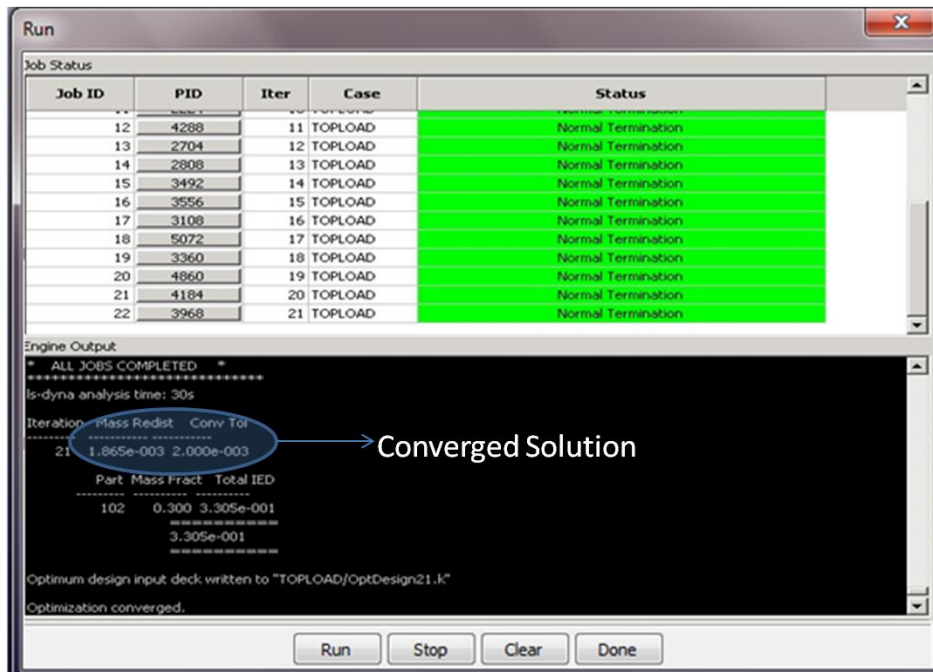 Run
Job Status
Job ID PID Iter Case Status
12 4288 11 TOPLOAD Normal Termination
13 2704 12 TOPLOAD Normal Termination
14 2808 13 TOPLOAD Normal Termination
15 3492 14 TOPLOAD Normal Termination
16 3556 15 TOPLOAD Normal Termination
17 3108 16 TOPLOAD Normal Termination
18 5072 17 TOPLOAD Normal Termination
19 3360 18 TOPLOAD Normal Termination
20 4860 19 TOPLOAD Normal Termination
21 4184 20 TOPLOAD Normal Termination
22 3968 21 TOPLOAD Normal Termination
Engine Output
* ALL JOBS COMPLETED *
******************************
ls-dyna analysis time: 30s
Iteration Mass Redist Conv Tol
--------- ----------- -----------
21 1.865e-003 2.000e-003
Converged Solution
Part Mass Fract Total IED
--------- ---------- ----------
102 0.300 3.305e-001
==========
3.305e-001
==========
Optimum design input deck written to "TOPLOAD/OptDesign21.k"
Optimization converged.
Run Stop Clear Done